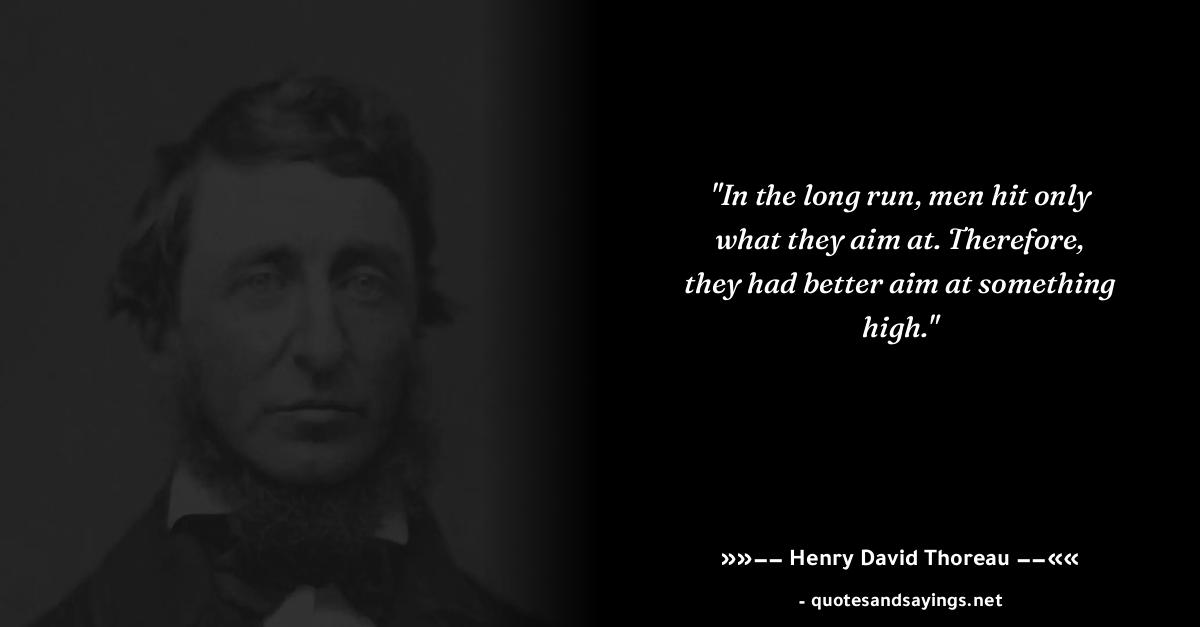 "In the long run, men hit only
what they aim at. Therefore,
they had better aim at something
high."
»»–– Henry David Thoreau ––««
- quotesandsayings.net